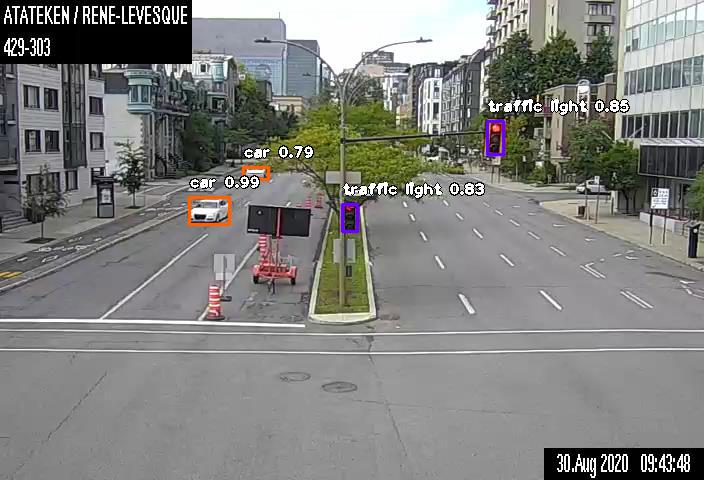 ATATEKEN / RENE-LEVESQUE
429-303
traffic light 0.85
car 0.79
car 0.99
traffic light 0.83
30.Aug 2020 09:43:48